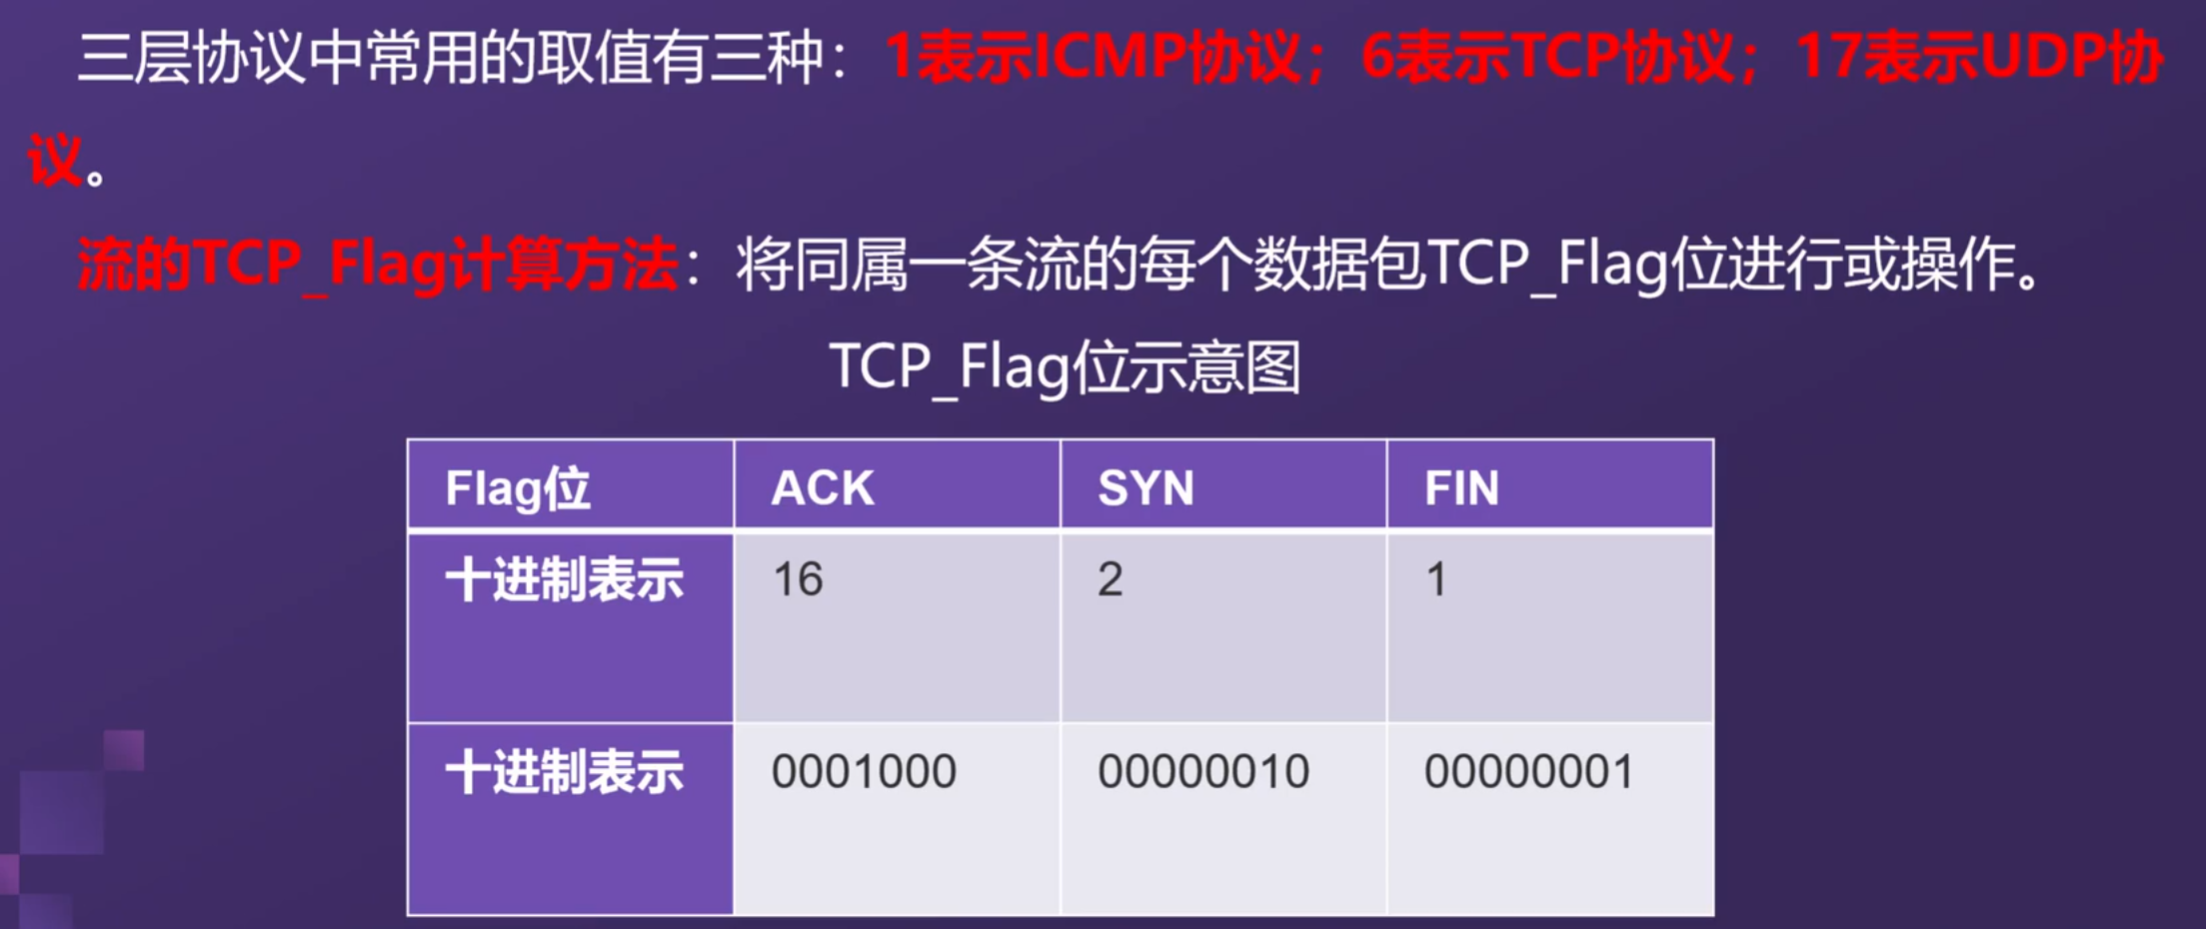 三层协议中常用的取值有三种：1表示ICMP协议；6表示TCP协议；17表示UDP协
议。
流的TCP_Flag计算方法：将同属一条流的每个数据包TCP_Flag位进行或操作。
TCP_Flag位示意图
Flag位 ACK SYN FIN
十进制表示 16 2 1
十进制表示 0001000 00000010 00000001